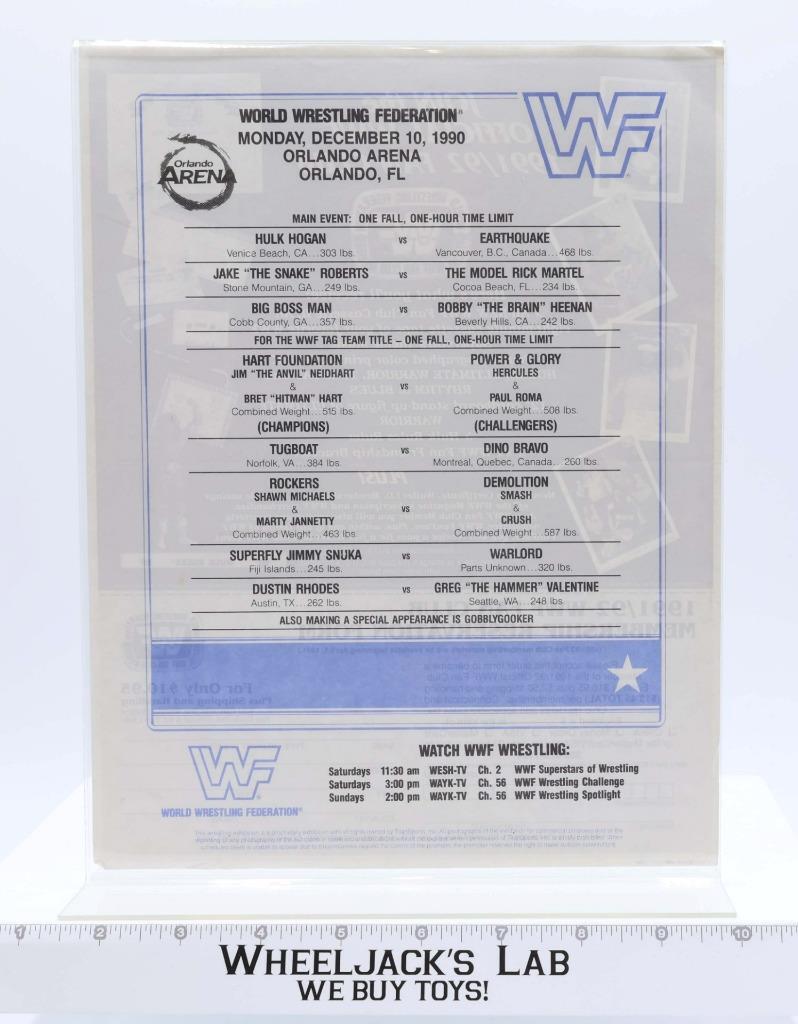 WORLD WRESTLING FEDERATION®
MONDAY, DECEMBER 10, 1990
ORLANDO ARENA
ORLANDO, FL
Orlando
ARENA
WF
MAIN EVENT: ONE FALL, ONE-HOUR TIME LIMIT
HULK HOGAN vs EARTHQUAKE
Venice Beach, CA...303 lbs. Vancouver, B.C., Canada...468 lbs.
JAKE "THE SNAKE" ROBERTS vs THE MODEL RICK MARTEL
Stone Mountain, GA...249 lbs. Cocoa Beach, FL...234 lbs.
BIG BOSS MAN vs BOBBY "THE BRAIN" HEENAN
Cobb County, GA...357 lbs. Beverly Hills, CA...242 lbs.
FOR THE WWF TAG TEAM TITLE – ONE FALL, ONE-HOUR TIME LIMIT
HART FOUNDATION POWER & GLORY
JIM "THE ANVIL" NEIDHART HERCULES
& vs &
BRET "HITMAN" HART PAUL ROMA
Combined Weight...515 lbs. Combined Weight...508 lbs.
(CHAMPIONS) (CHALLENGERS)
TUGBOAT vs DINO BRAVO
Norfolk, VA...384 lbs. Montreal, Quebec, Canada...260 lbs.
ROCKERS DEMOLITION
SHAWN MICHAELS SMASH
& vs &
MARTY JANNETTY CRUSH
Combined Weight...463 lbs. Combined Weight...587 lbs.
SUPERFLY JIMMY SNUKA vs WARLORD
Fiji Islands...245 lbs. Parts Unknown...320 lbs.
DUSTIN RHODES vs GREG "THE HAMMER" VALENTINE
Austin, TX...262 lbs. Seattle, WA...248 lbs.
ALSO MAKING A SPECIAL APPEARANCE IS GOBBLYGOOKER
WF
WORLD WRESTLING FEDERATION®
WATCH WWF WRESTLING:
Saturdays 11:30 am WESH-TV Ch. 2 WWF Superstars of Wrestling
Saturdays 3:00 pm WAYK-TV Ch. 56 WWF Wrestling Challenge
Sundays 2:00 pm WAYK-TV Ch. 56 WWF Wrestling Spotlight
1 2 3 4 5 6 7 8 9 10
WHEELJACK'S LAB
WE BUY TOYS!